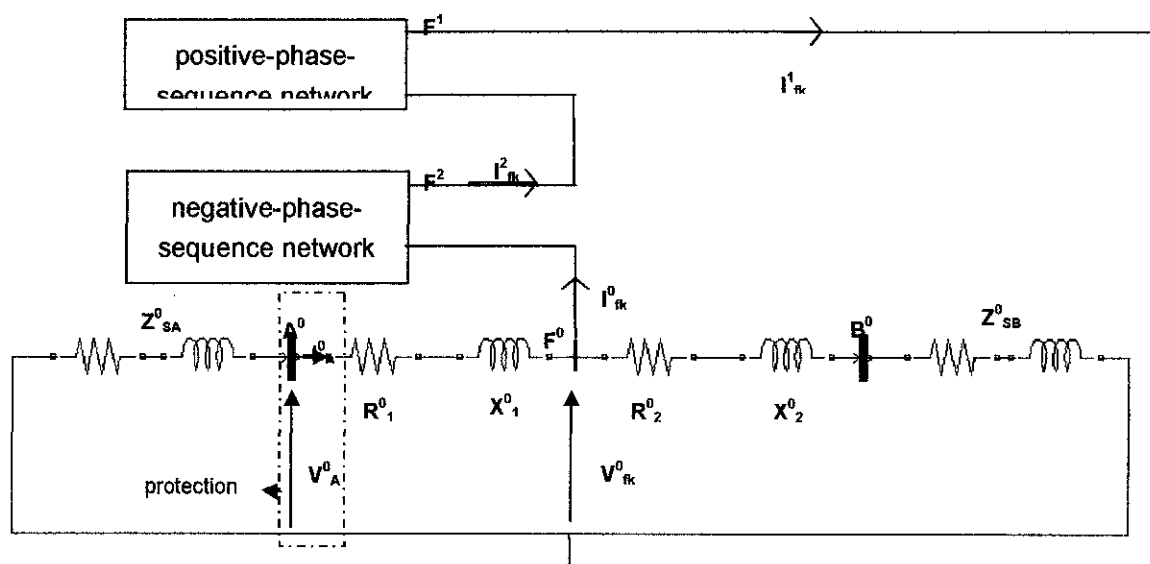 F¹
positive-phase-
sequence network
I¹fk
F²
I²fk
negative-phase-
sequence network
I⁰fk
Z⁰SA
A⁰
F⁰
B⁰
Z⁰SB
R⁰1
X⁰1
R⁰2
X⁰2
protection
V⁰A
V⁰fk